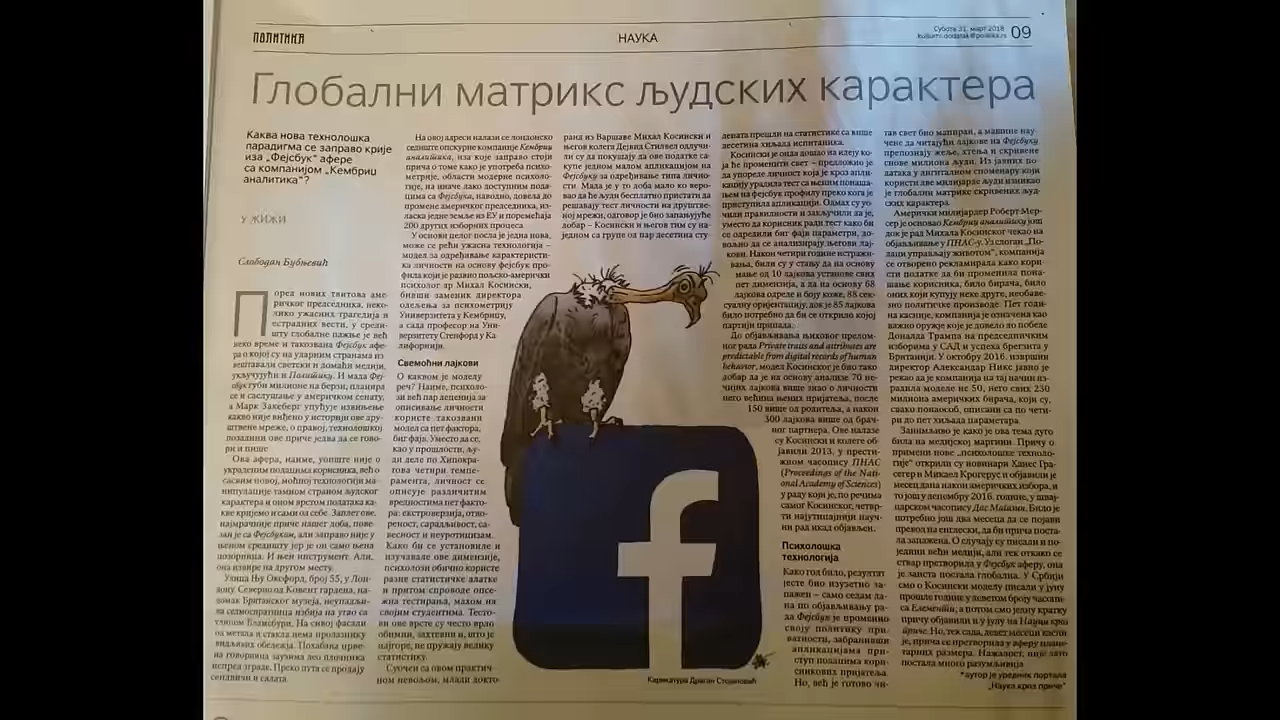 ПОЛИТИКА
НАУКА
Субота 31. март 2018.
kulturni.dodatak@politika.rs
09
Глобални матрикс људских карактера
Каква нова технолошка
парадигма се заправо крије
иза „Фејсбук“ афере
са компанијом „Кембриџ
аналитика“?
У ЖИЖИ
Слободан Бубњевић
Поред нових твитова аме-
ричког председника, неко-
лико ужасних трагедија и
естрадних вести, у среди-
шту глобалне пажње је већ
неко време и такозвана Фејсбук афе-
ра о којој су на ударним странама из-
вештавали светски и домаћи медији,
укључујући и Политику. И мада Феј-
сбук губи милионе на берзи, планира
се и саслушање у америчком сенату,
а Марк Закеберг упућује извињење
какво није виђено у историји ове дру-
штвене мреже, о правој, технолошкој
позадини ове приче једва да се гово-
ри и пише.
Ова афера, наиме, уопште није о
украденим подацима корисника, већ о
сасвим новој, моћној технологији ма-
нипулације тамном страном људског
карактера и оном врстом података ка-
кве кријемо и сами од себе. Заплет ове,
најмрачније приче нашег доба, пове-
зан је са Фејсбуком, али заправо није у
њеном средишту јер је он само њена
позорница. И њен инструмент. Али,
она извире на другом месту.
Улица Њу Оксфорд, број 55, у Лон-
дону. Северно од Ковент гардена, на-
домак Британског музеја, неупадљи-
ва седмоспратница избија на угао са
улицом Блумсбури. На сивој фасади
од метала и стакла нема пролазнику
видљивих обележја. Похабана црве-
на говорница заузима део плочника
испред зграде. Преко пута се продају
сендвичи и салата.
На овој адреси налази се лондонско
седиште опскурне компаније Кембриџ
аналитика, иза које заправо стоји
прича о томе како је употреба психо-
метрије, области модерне психоло-
гије, на иначе лако доступним пода-
цима са Фејсбука, наводно, довела до
промене америчког председника, из-
ласка једне земље из ЕУ и поремећаја
200 других изборних процеса.
У основи целог посла је једна нова,
може се рећи ужасна технологија –
модел за одређивање карактеристи-
ка личности на основу фејсбук про-
фила који је развио пољско-амерички
психолог др Михал Косински,
бивши заменик директора
одељења за психометрију
Универзитета у Кембрицу,
а сада професор на Уни-
верзитету Стенфорд у Ка-
лифорнији.
Свемоћни лајкови
О каквом је моделу
реч? Наиме, психоло-
зи већ пар деценија за
описивање личности
користе такозвани
модел са пет фактора,
биг фајв. Уместо да се,
као у прошлости, љу-
ди деле по Хипокра-
това четири темпе-
рамента, личност се
описује различитим
вредностима пет факто-
ра: екстроверзија, отво-
реност, сарадљивост, са-
весност и неуротицизам.
Како би се установиле и
изучавале ове димензије,
психолози обично користе
разне статистичке алатке
и притом спроводе опсе-
жна тестирања, махом на
својим студентима. Тесто-
ви ове врсте су често врло
обимни, захтевни и, што је
најгоре, не пружају велику
статистику.
Суочен са овом практич-
ном невољом, млади докто-
ранд из Варшаве Михал Косински и
његов колега Дејвид Стилвел одлучи-
ли су да покушају да ове податке са-
купе једном малом апликацијом на
Фејсбуку за одређивање типа лично-
сти. Мада је у то доба мало ко веро-
вао да ће људи бесплатно пристати да
решавају тест личности на друштве-
ној мрежи, одговор је био запањујуће
добар – Косински и његов тим су на-
једном са групе од пар десетина сту-
дената прешли на статистике са више
десетина хиљада испитаника.
Косински је онда дошао на идеју ко-
ја ће променити свет – предложио је
да упореде личност која је кроз апли-
кацију урадила тест са њеним понаша-
њем на фејсбук профилу преко кога је
приступила апликацији. Одмах су уо-
чили правилности и закључили да је,
уместо да корисник ради тест како би
се одредили биг фајв параметри, до-
вољно да се анализирају његови лај-
кови. Након четири године истражи-
вања, били су у стању да на основу
мање од 10 лајкова установе свих
пет димензија, а да на основу 68
лајкова одреде и боју коже, 88 сек-
суалну оријентацију, док је 85 лајкова
било потребно да би се открило којој
партији припада.
До објављивања њиховог прелом-
ног рада Private traits and attributes are
predictable from digital records of human
behavior, модел Косинског је био тако
добар да је на основу анализе 70 не-
чијих лајкова више знао о личности
него већина њених пријатеља, после
150 више од родитеља, а након
300 лајкова више од брач-
ног партнера. Ове налазе
су Косински и колеге об-
јавили 2013, у прести-
жном часопису ПНАС
(Proceedings of the Nati-
onal Academy of Sciences)
у раду који је, по речима
самог Косинског, четвр-
ти најутицајнији науч-
ни рад икад објављен.
Психолошка
технологија
Како год било, резултат
јесте био изузетно за-
пажен – само седам да-
на по објављивању ра-
да Фејсбук је променио
своју политику при-
ватности, забранивши
апликацијама при-
ступ подацима кори-
сникових пријатеља.
Но, већ је готово чи-
тав свет био мапиран, а машине нау-
чене да читајући лајкове на Фејсбуку
препознају жеље, хтења и скривене
снове милиона људи. Из јавних по-
датака у дигиталном споменару који
користи две милијарде људи изникао
је глобални матрикс скривених људ-
ских карактера.
Амерички милијардер Роберт Мер-
сер је основао Кембриџ аналитику још
док је рад Михала Косинског чекао на
објављивање у ПНАС-у. Уз слоган „По-
даци управљају животом“, компанија
се отворено рекламирала како кори-
сти податке да би променила пона-
шање корисника, било бирача, било
оних који купују неке друге, необаве-
зно политичке производе. Пет годи-
на касније, компанија је означена као
важно оружје које је довело до победе
Доналда Трампа на председничким
изборима у САД и успеха брегзита у
Британији. У октобру 2016. извршни
директор Александар Никс јавно је
рекао да је компанија на тај начин из-
радила моделе не 50, него свих 230
милиона америчких бирача, који су,
свако понаособ, описани са по чети-
ри до пет хиљада параметара.
Занимљиво је како је ова тема дуго
била на медијској маргини. Причу о
примени нове „психолошке техноло-
гије“ открили су новинари Ханес Гра-
сегер и Микаел Крогерус и објавили је
месец дана након америчких избора, и
то још у децембру 2016. године, у швај-
царском часопису Дас Магазин. Било је
потребно још два месеца да се појави
превод на енглески, да би прича поста-
ла запажена. О случају су писали и по-
једини већи медији, али тек откако се
ствар претворила у Фејсбук аферу, она
је заиста постала глобална. У Србији
смо о Косински моделу писали у јуну
прошле године у деветом броју часопи-
са Елементи, а потом смо једну кратку
причу објавили и у јулу на Науци кроз
приче. Но, тек сада, девет месеци касни-
је, прича се претворила у аферу плане-
тарних размера. Нажалост, није зато
постала много разумљивија.
*аутор је уредник портала
„Наука кроз приче“
Карикатура Драган Стојановић
f